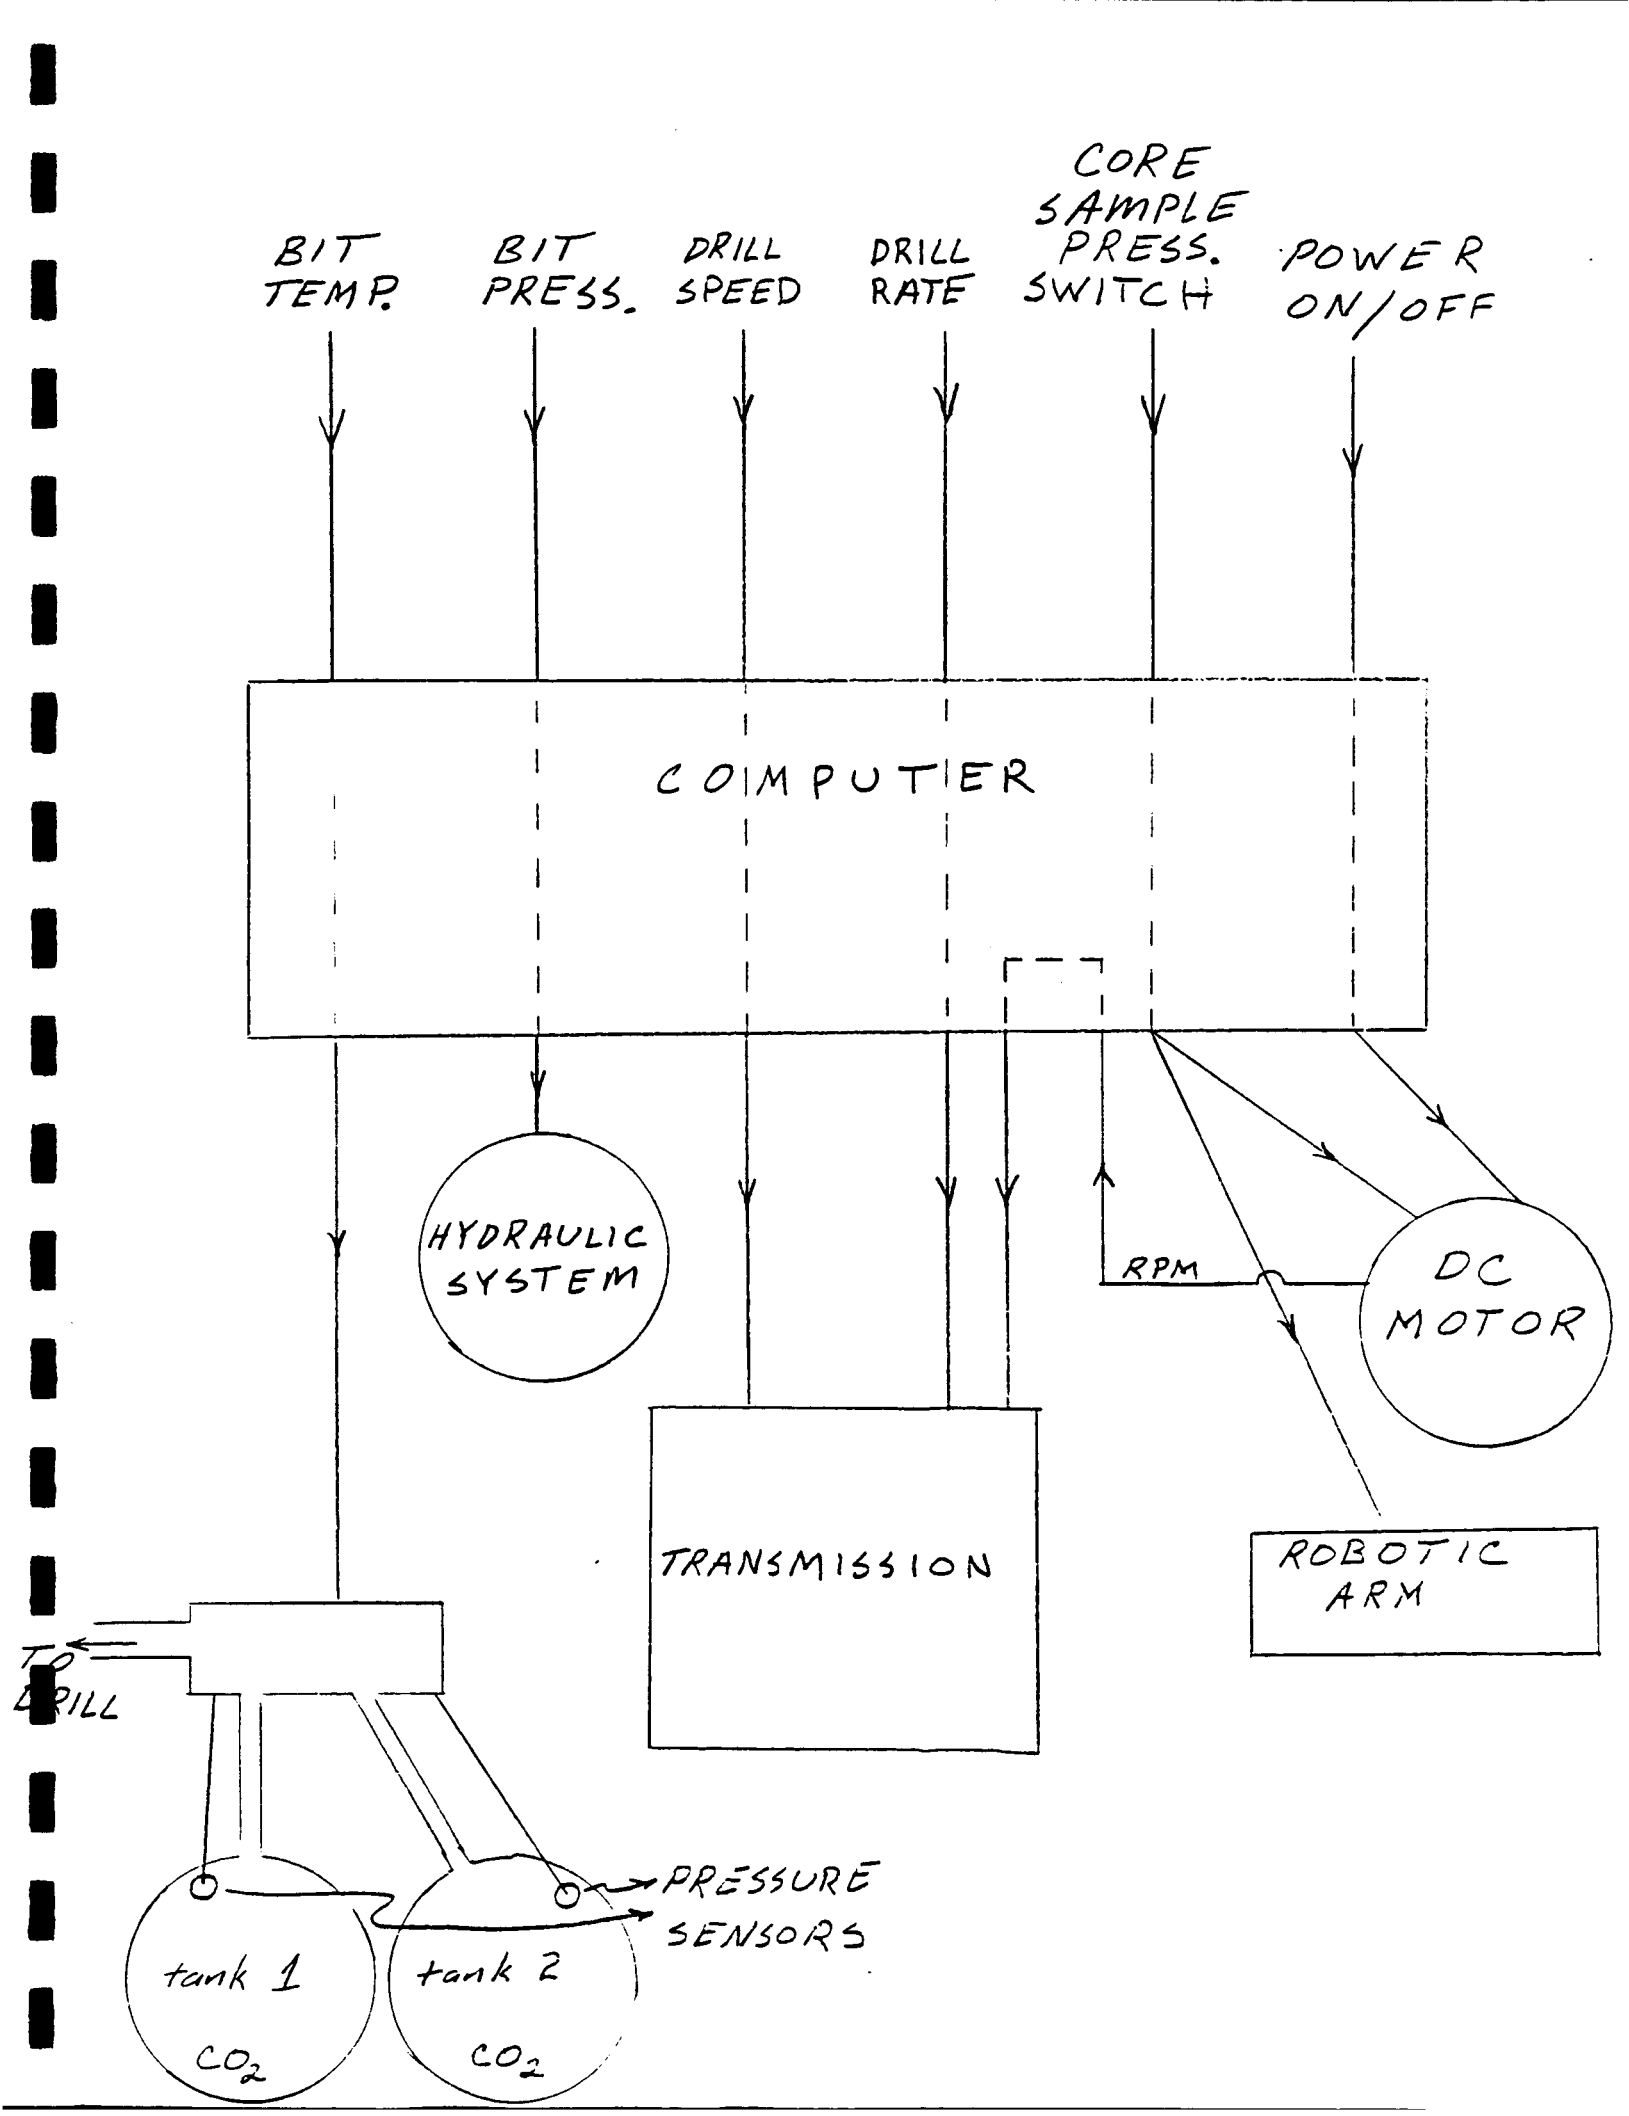 BIT
TEMP.
BIT
PRESS.
DRILL
SPEED
DRILL
RATE
CORE
SAMPLE
PRESS.
SWITCH
POWER
ON/OFF
COMPUTER
HYDRAULIC
SYSTEM
RPM
DC
MOTOR
TRANSMISSION
ROBOTIC
ARM
TO
DRILL
PRESSURE
SENSORS
tank 1
CO₂
tank 2
CO₂